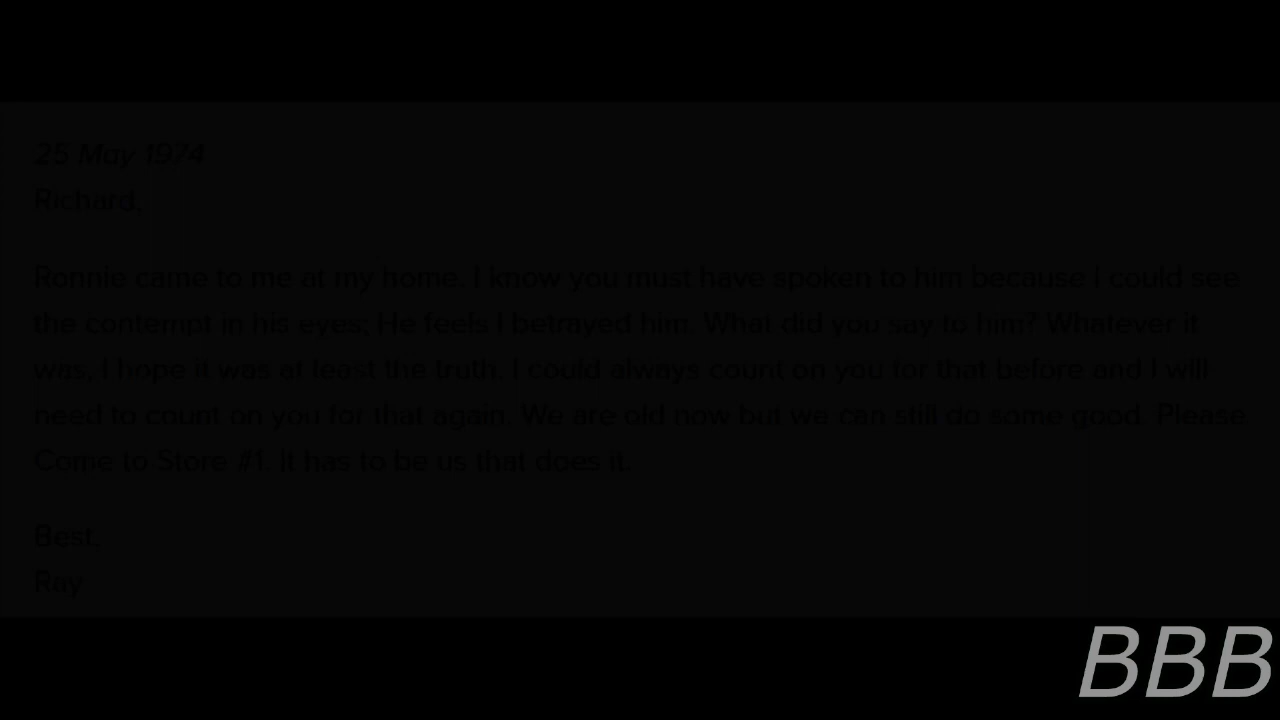 25 May 1974
Richard,
Ronnie came to me at my home. I know you must have spoken to him because I could see
the contempt in his eyes. He feels I betrayed him. What did you say to him? Whatever it
was, I hope it was at least the truth. I could always count on you for that before and I will
need to count on you for that again. We are old now but we can still do some good. Please
Come to Store #1. It has to be us that does it.
Best,
Ray
BBB